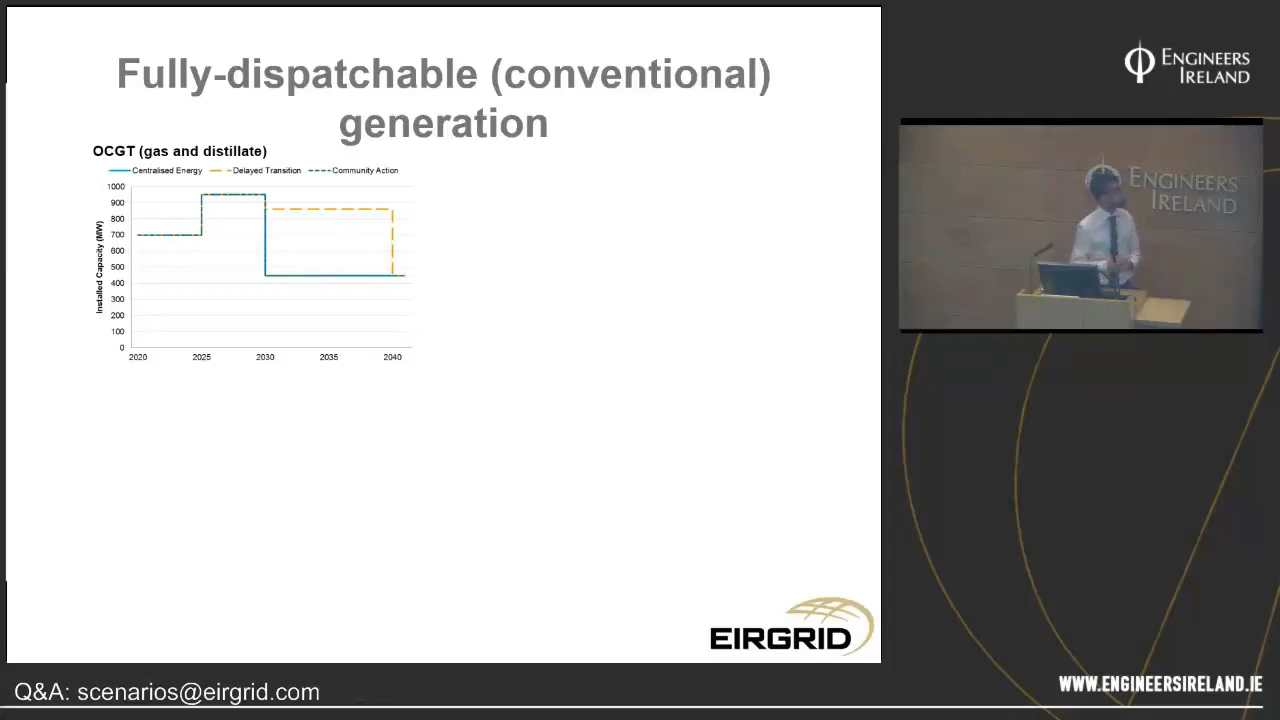 Fully-dispatchable (conventional)
generation
OCGT (gas and distillate)
Centralised Energy Delayed Transition Community Action
Installed Capacity (MW)
1000
900
800
700
600
500
400
300
200
100
0
2020 2025 2030 2035 2040
EIRGRID
ENGINEERS
IRELAND
ENGINEERS
IRELAND
Q&A: scenarios@eirgrid.com
WWW.ENGINEERSIRELAND.IE